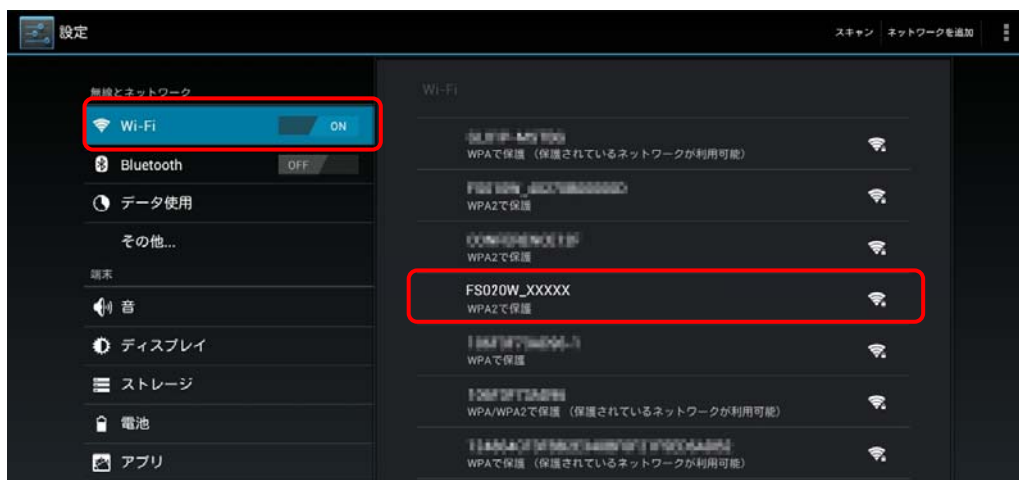 設定
スキャン ネットワークを追加
無線とネットワーク
Wi-Fi ON
Bluetooth OFF
データ使用
その他...
端末
音
ディスプレイ
ストレージ
電池
アプリ
Wi-Fi
WPAで保護 （保護されているネットワークが利用可能）
WPA2で保護
WPA2で保護
FS020W_XXXXX
WPA2で保護
WPAで保護
WPA/WPA2で保護 （保護されているネットワークが利用可能）
WPAで保護 （保護されているネットワークが利用可能）